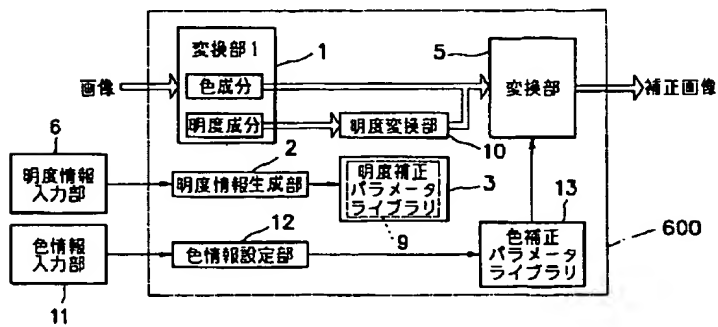 変換部1
1
5
画像
色成分
変換部
補正画像
明度成分
明度変換部
10
6
2
明度情報
入力部
明度情報生成部
明度補正
パラメータ
ライブラリ
3
9
13
12
色情報
入力部
色情報設定部
色補正
パラメータ
ライブラリ
600
11